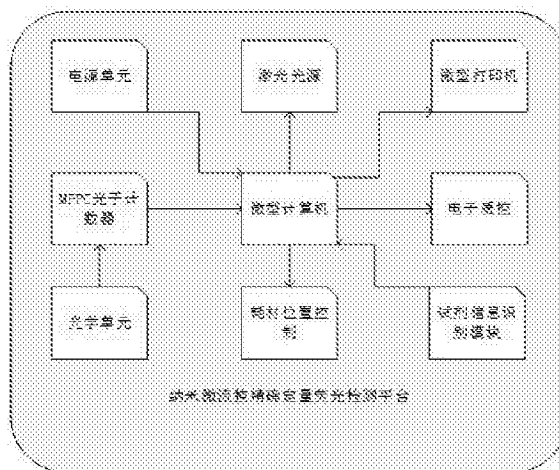 电源单元
激光光源
微型打印机
MPPC光子计
数器
微型计算机
电子遥控
光学单元
耗材位置控
制
试剂信息识
别模块
纳米微流控精确定量荧光检测平台